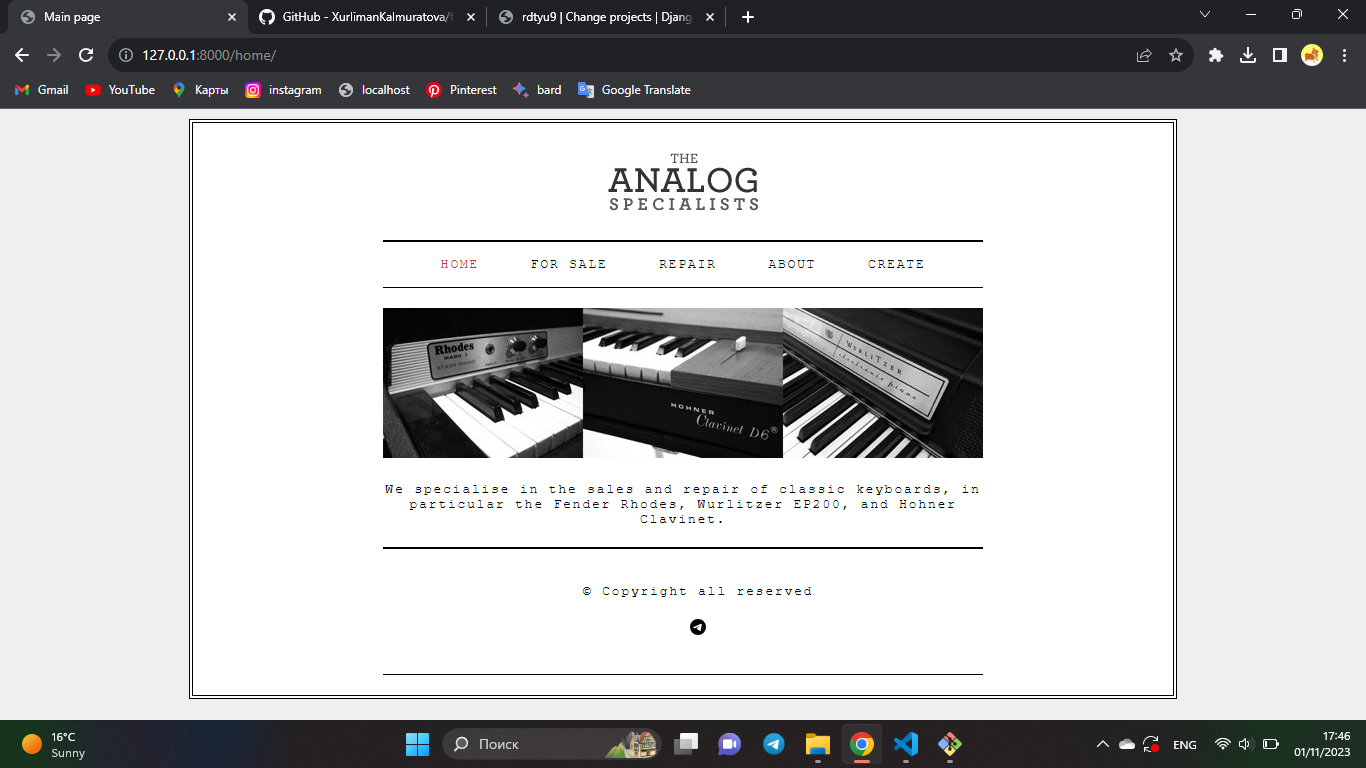 Main page
GitHub - XurlimanKalmuratova/f
rdtyu9 | Change projects | Djang
127.0.0.1:8000/home/
Gmail
YouTube
Карты
instagram
localhost
Pinterest
bard
Google Translate
THE
ANALOG
SPECIALISTS
HOME FOR SALE REPAIR ABOUT CREATE
Rhodes
MARK I
STAGE PIANO
INPUT
HOHNER
Clavinet D6®
WURLITZER
electronic piano
We specialise in the sales and repair of classic keyboards, in
particular the Fender Rhodes, Wurlitzer EP200, and Hohner
Clavinet.
© Copyright all reserved
16°C
Sunny
Поиск
ENG
17:46
01/11/2023